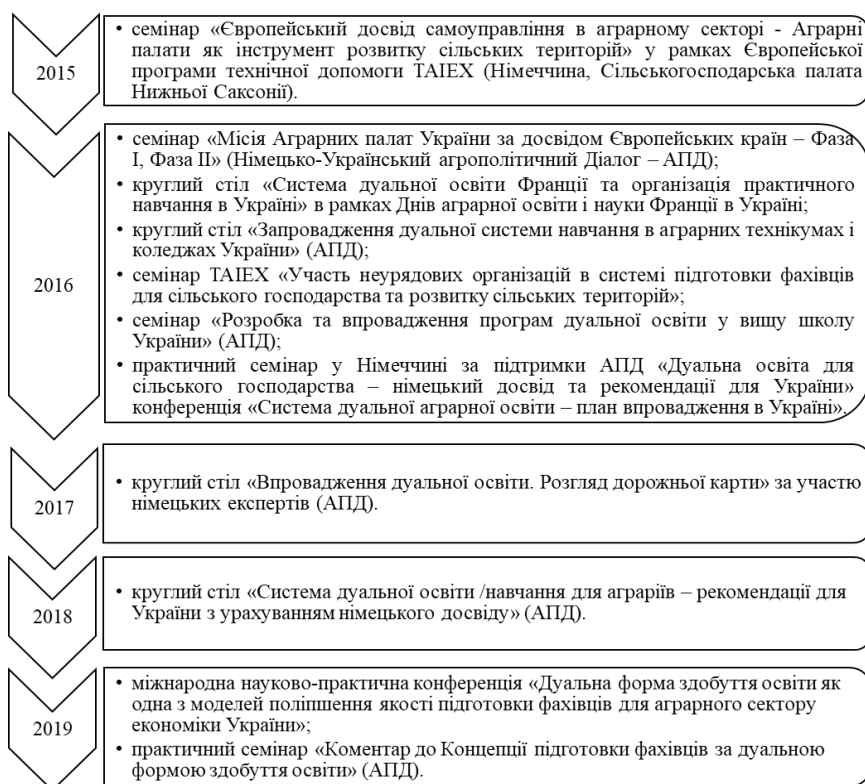 2015
• семінар «Європейський досвід самоуправління в аграрному секторі - Аграрні
палати як інструмент розвитку сільських територій» у рамках Європейської
програми технічної допомоги TAIEX (Німеччина, Сільськогосподарська палата
Нижньої Саксонії).
2016
• семінар «Місія Аграрних палат України за досвідом Європейських країн – Фаза
I, Фаза II» (Німецько-Український агрополітичний Діалог – АПД);
• круглий стіл «Система дуальної освіти Франції та організація практичного
навчання в Україні» в рамках Днів аграрної освіти і науки Франції в Україні;
• круглий стіл «Запровадження дуальної системи навчання в аграрних технікумах і
коледжах України» (АПД);
• семінар TAIEX «Участь неурядових організацій в системі підготовки фахівців
для сільського господарства та розвитку сільських територій»;
• семінар «Розробка та впровадження програм дуальної освіти у вищу школу
України» (АПД);
• практичний семінар у Німеччині за підтримки АПД «Дуальна освіта для
сільського господарства – німецький досвід та рекомендації для України»
конференція «Система дуальної аграрної освіти – план впровадження в Україні».
2017
• круглий стіл «Впровадження дуальної освіти. Розгляд дорожньої карти» за участю
німецьких експертів (АПД).
2018
• круглий стіл «Система дуальної освіти /навчання для аграріїв – рекомендації для
України з урахуванням німецького досвіду» (АПД).
2019
• міжнародна науково-практична конференція «Дуальна форма здобуття освіти як
одна з моделей поліпшення якості підготовки фахівців для аграрного сектору
економіки України»;
• практичний семінар «Коментар до Концепції підготовки фахівців за дуальною
формою здобуття освіти» (АПД).